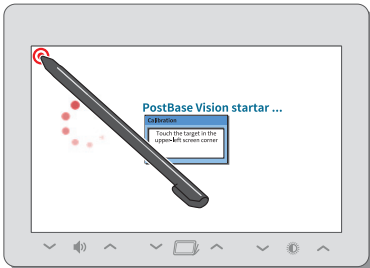 PostBase Vision startar ...
Calibration
Touch the target in the
upper-left screen corner